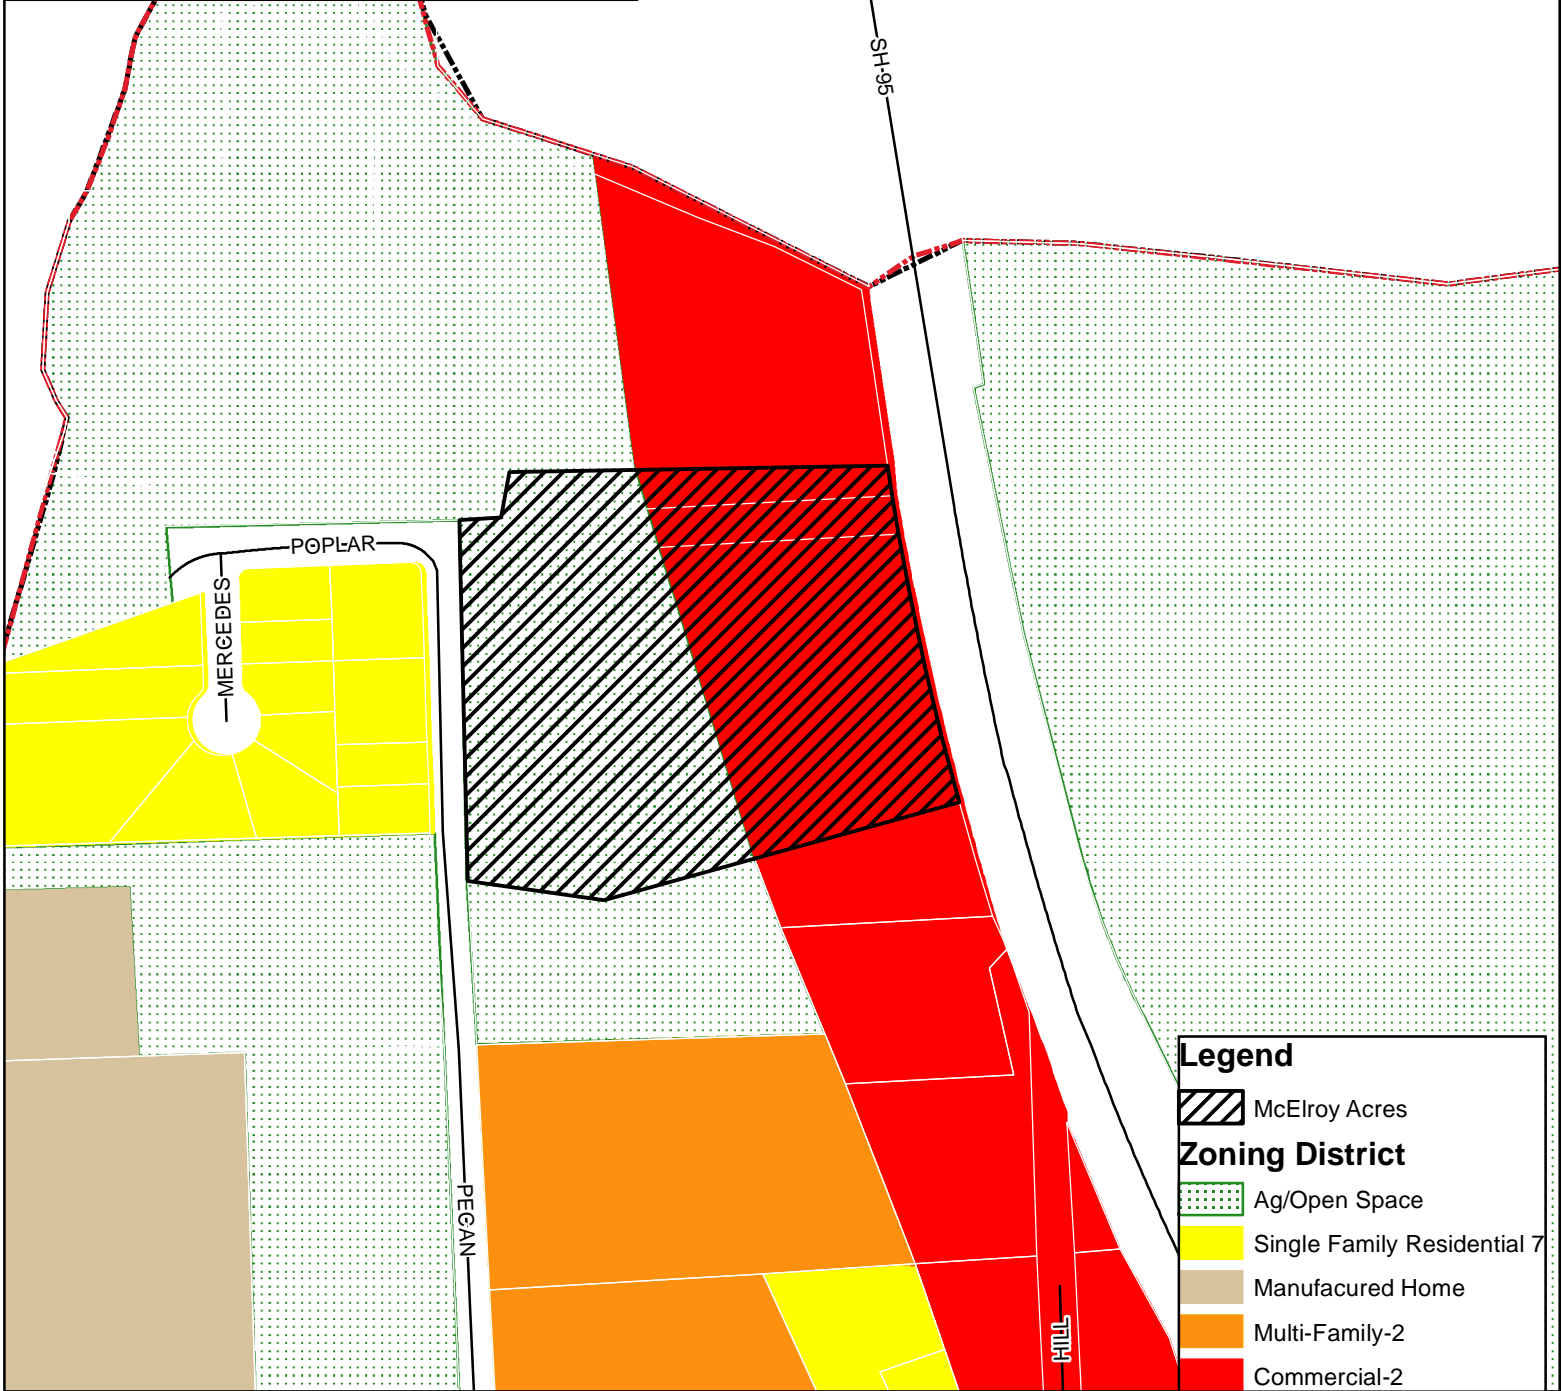 SH-95
POPLAR
MERCEDES
PECAN
HILL
Legend
McElroy Acres
Zoning District
Ag/Open Space
Single Family Residential 7
Manufacured Home
Multi-Family-2
Commercial-2